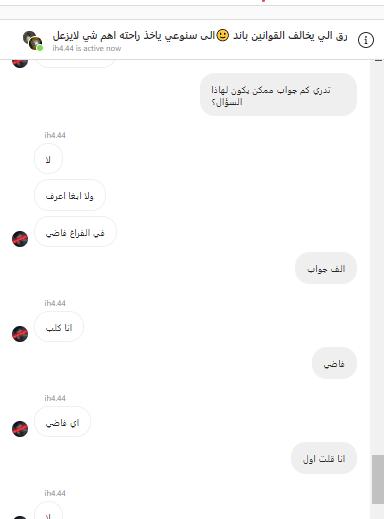 رق الي يخالف القوانين باند 😉الى سنوعي ياخذ راحته اهم شي لايزعل
ih4.44 is active now
تدري كم جواب ممكن يكون لهاذا
السؤال؟
ih4.44
لا
ولا ابغا اعرف
في الفراغ فاضي
الف جواب
ih4.44
انا كلب
فاضي
ih4.44
اي فاضي
انا قلت اول
ih4.44
لا